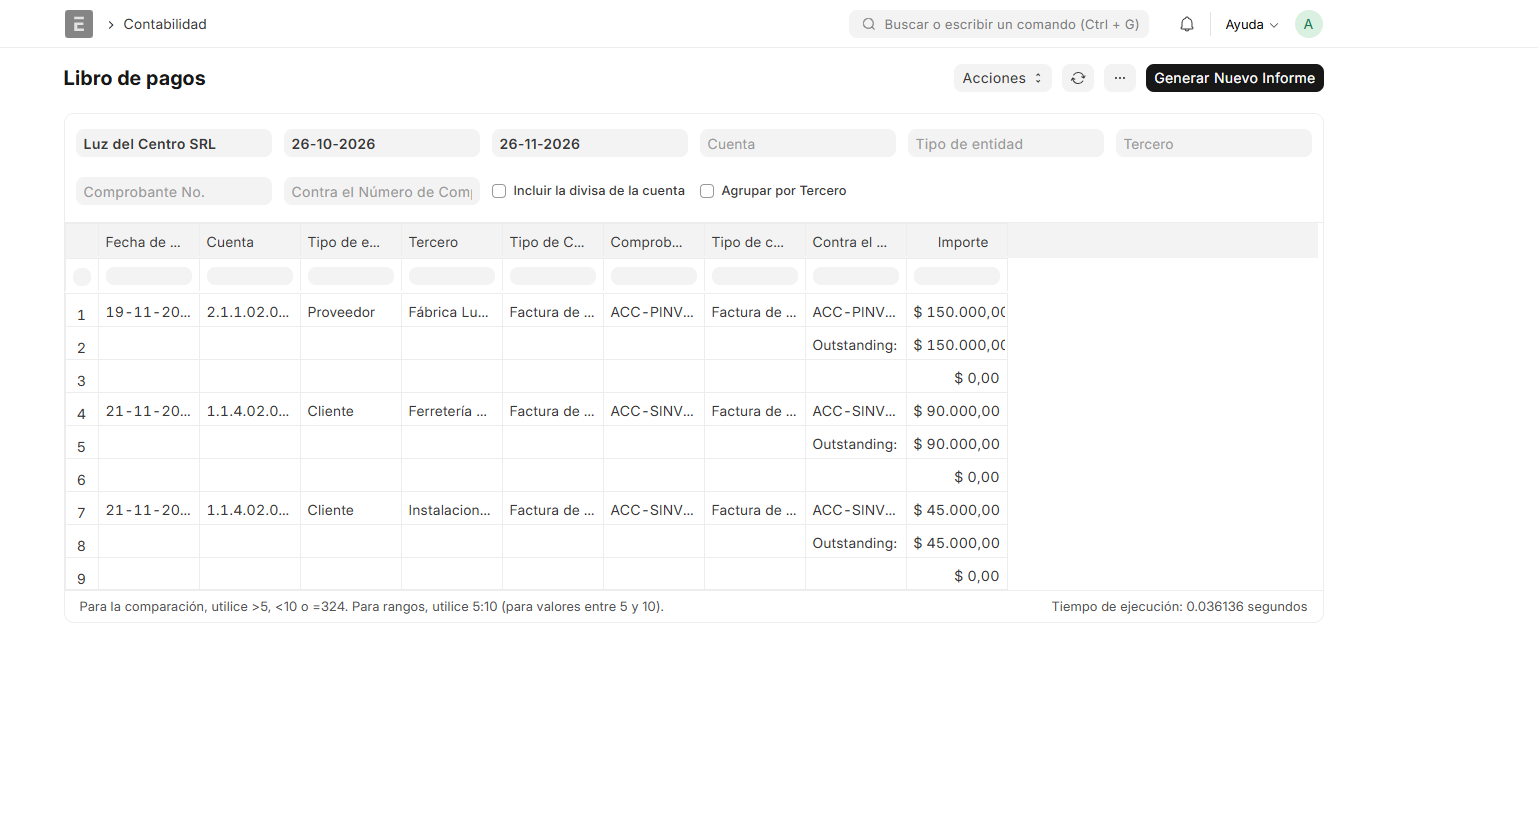 E
Contabilidad
Buscar o escribir un comando (Ctrl + G)
Ayuda
A
Libro de pagos
Acciones
...
Generar Nuevo Informe
Luz del Centro SRL
26-10-2026
26-11-2026
Cuenta
Tipo de entidad
Tercero
Comprobante No.
Contra el Número de Com
Incluir la divisa de la cuenta
Agrupar por Tercero
Fecha de ... Cuenta Tipo de e... Tercero Tipo de C... Comprob... Tipo de c... Contra el ... Importe
1 19-11-20... 2.1.1.02.0... Proveedor Fábrica Lu... Factura de ... ACC-PINV... Factura de ... ACC-PINV... $ 150.000,00
2 Outstanding: $ 150.000,00
3 $ 0,00
4 21-11-20... 1.1.4.02.0... Cliente Ferretería ... Factura de ... ACC-SINV... Factura de ... ACC-SINV... $ 90.000,00
5 Outstanding: $ 90.000,00
6 $ 0,00
7 21-11-20... 1.1.4.02.0... Cliente Instalacion... Factura de ... ACC-SINV... Factura de ... ACC-SINV... $ 45.000,00
8 Outstanding: $ 45.000,00
9 $ 0,00
Para la comparación, utilice >5, <10 o =324. Para rangos, utilice 5:10 (para valores entre 5 y 10).
Tiempo de ejecución: 0.036136 segundos